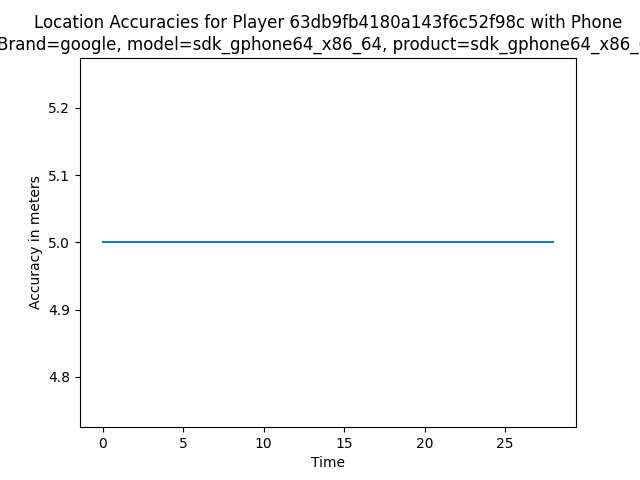 Location Accuracies for Player 63db9fb4180a143f6c52f98c with Phone
Brand=google, model=sdk_gphone64_x86_64, product=sdk_gphone64_x86_
5.2
5.1
5.0
4.9
4.8
Accuracy in meters
0 5 10 15 20 25
Time